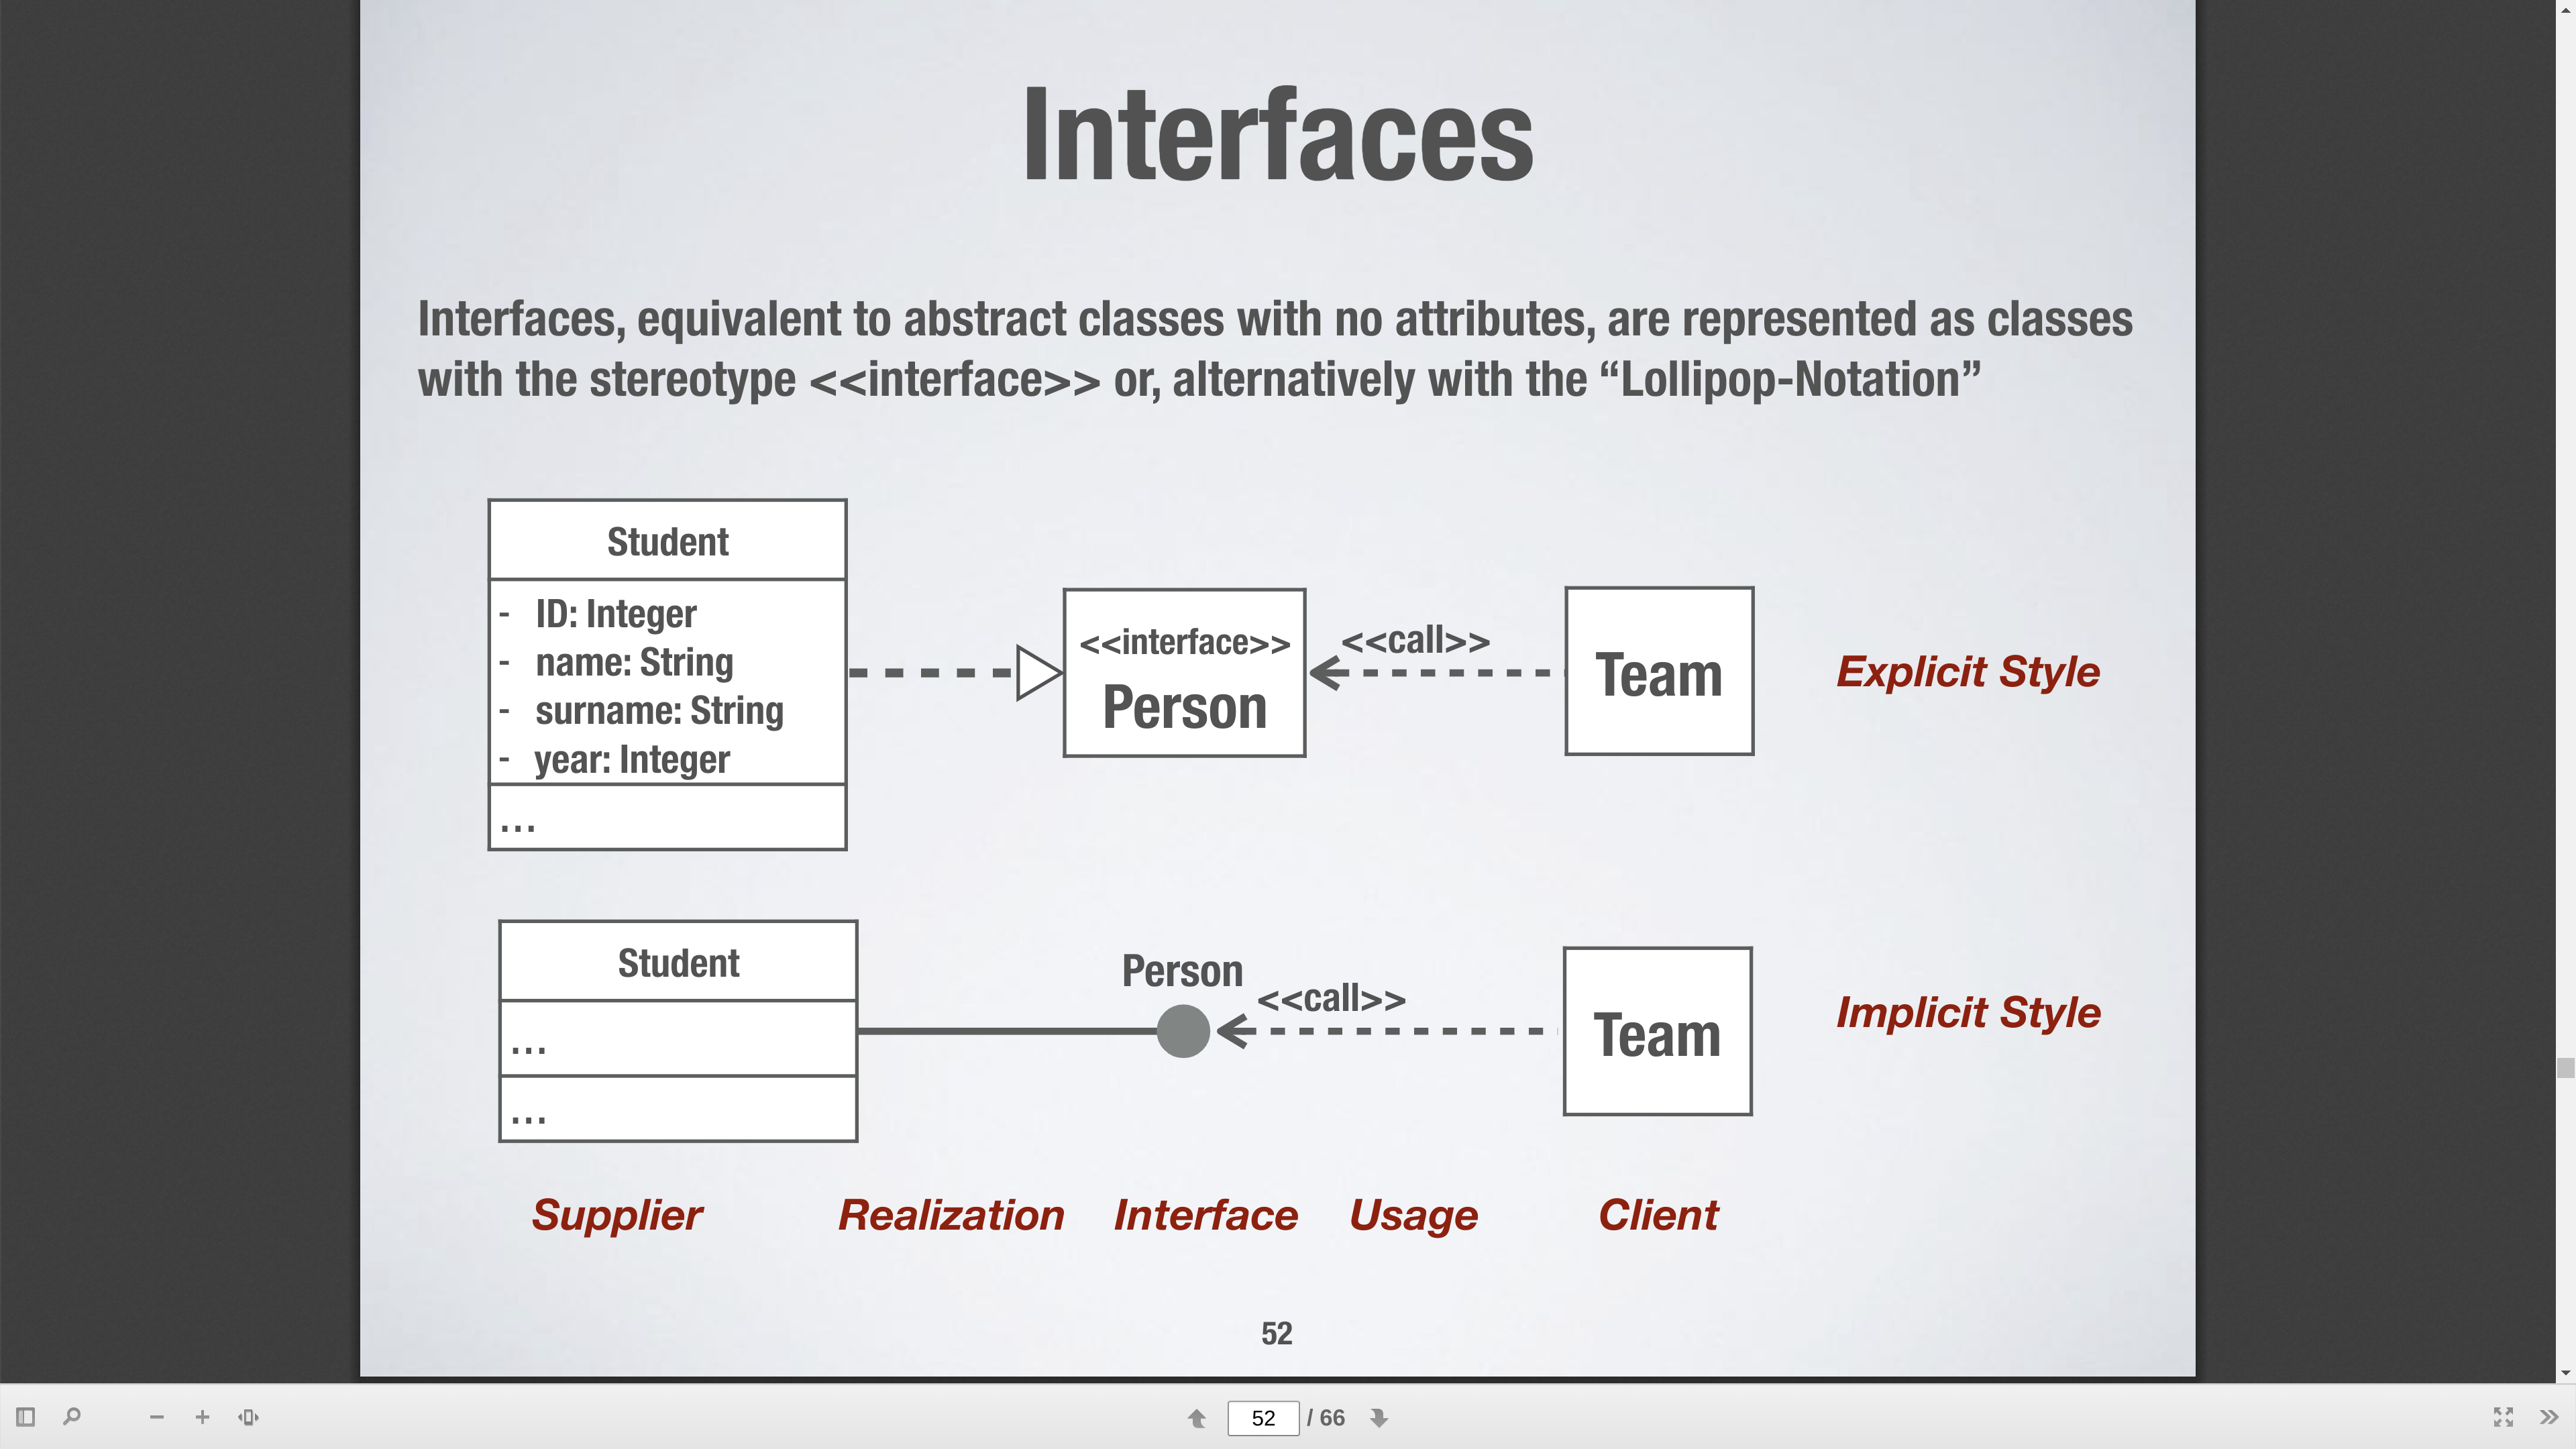 Interfaces
Interfaces, equivalent to abstract classes with no attributes, are represented as classes
with the stereotype <<interface>> or, alternatively with the “Lollipop-Notation”
Student
- ID: Integer
- name: String
- surname: String
- year: Integer
...
<<interface>>
Person
<<call>>
Team
Explicit Style
Student
...
...
Person
<<call>>
Team
Implicit Style
Supplier Realization Interface Usage Client
52
52 / 66